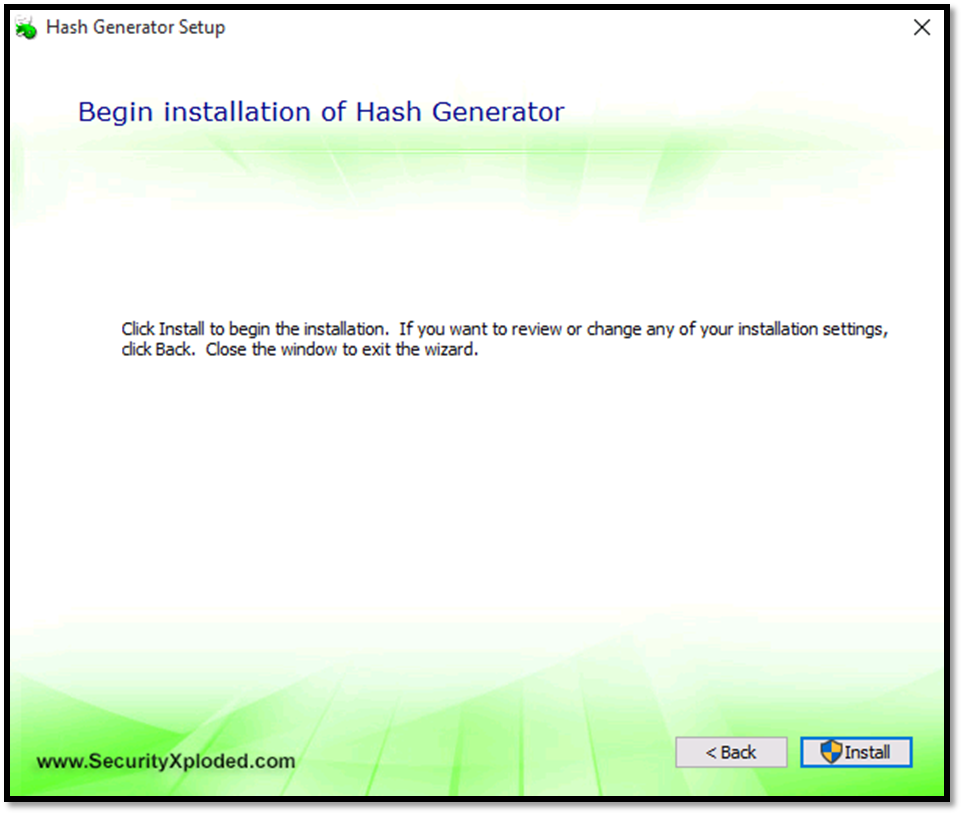 Hash Generator Setup
Begin installation of Hash Generator
Click Install to begin the installation.  If you want to review or change any of your installation settings,
click Back.  Close the window to exit the wizard.
www.SecurityXploded.com
< Back
Install